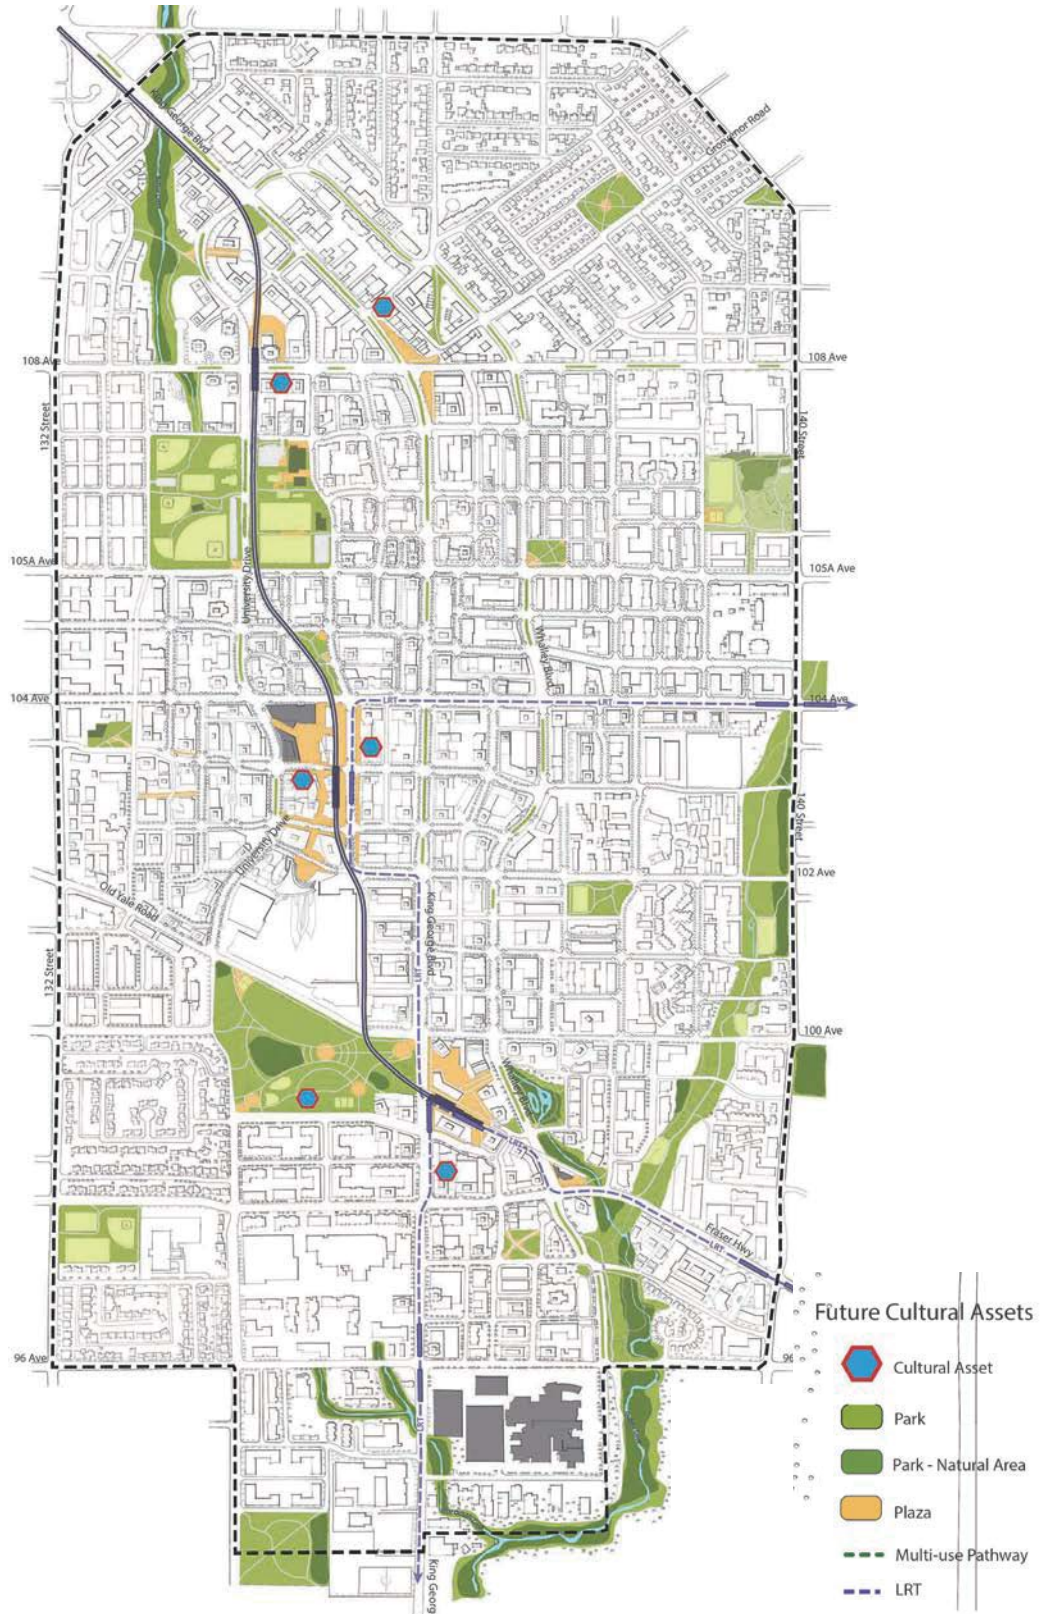 King George Blvd
Grosvenor Road
108 Ave
108 Ave
132 Street
140 Street
105A Ave
105A Ave
University Drive
Whalley Blvd
104 Ave
LRT
LRT
104 Ave
140 Street
University Drive
102 Ave
Old Yale Road
King George Blvd
132 Street
LRT
100 Ave
Whalley Blvd
LRT
Fraser Hwy
LRT
96 Ave
96
LRT
King Georg
Future Cultural Assets
Cultural Asset
Park
Park - Natural Area
Plaza
Multi-use Pathway
LRT